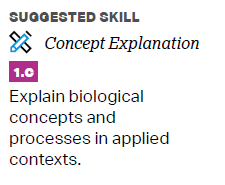 SUGGESTED SKILL
Concept Explanation
1.C
Explain biological
concepts and
processes in applied
contexts.